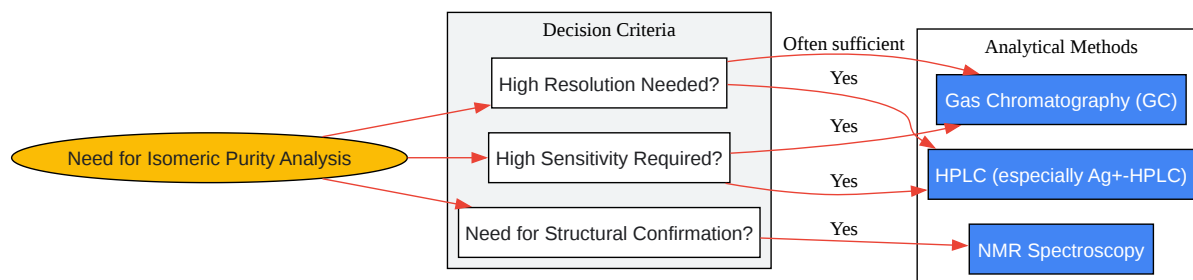 Need for Isomeric Purity Analysis
Decision Criteria
High Resolution Needed?
High Sensitivity Required?
Need for Structural Confirmation?
Often sufficient
Yes
Yes
Yes
Yes
Analytical Methods
Gas Chromatography (GC)
HPLC (especially Ag+-HPLC)
NMR Spectroscopy